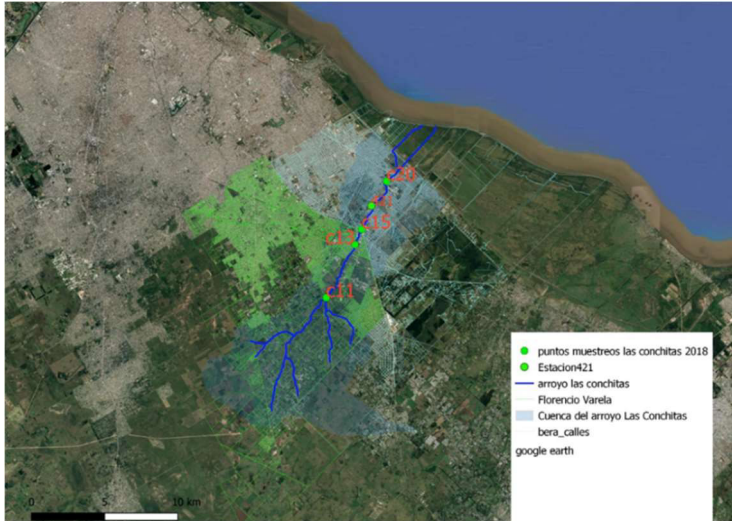 c20
c15
c13
c11
puntos muestreos las conchitas 2018
Estacion421
arroyo las conchitas
Florencio Varela
Cuenca del arroyo Las Conchitas
bera_calles
google earth
0 5 10 km